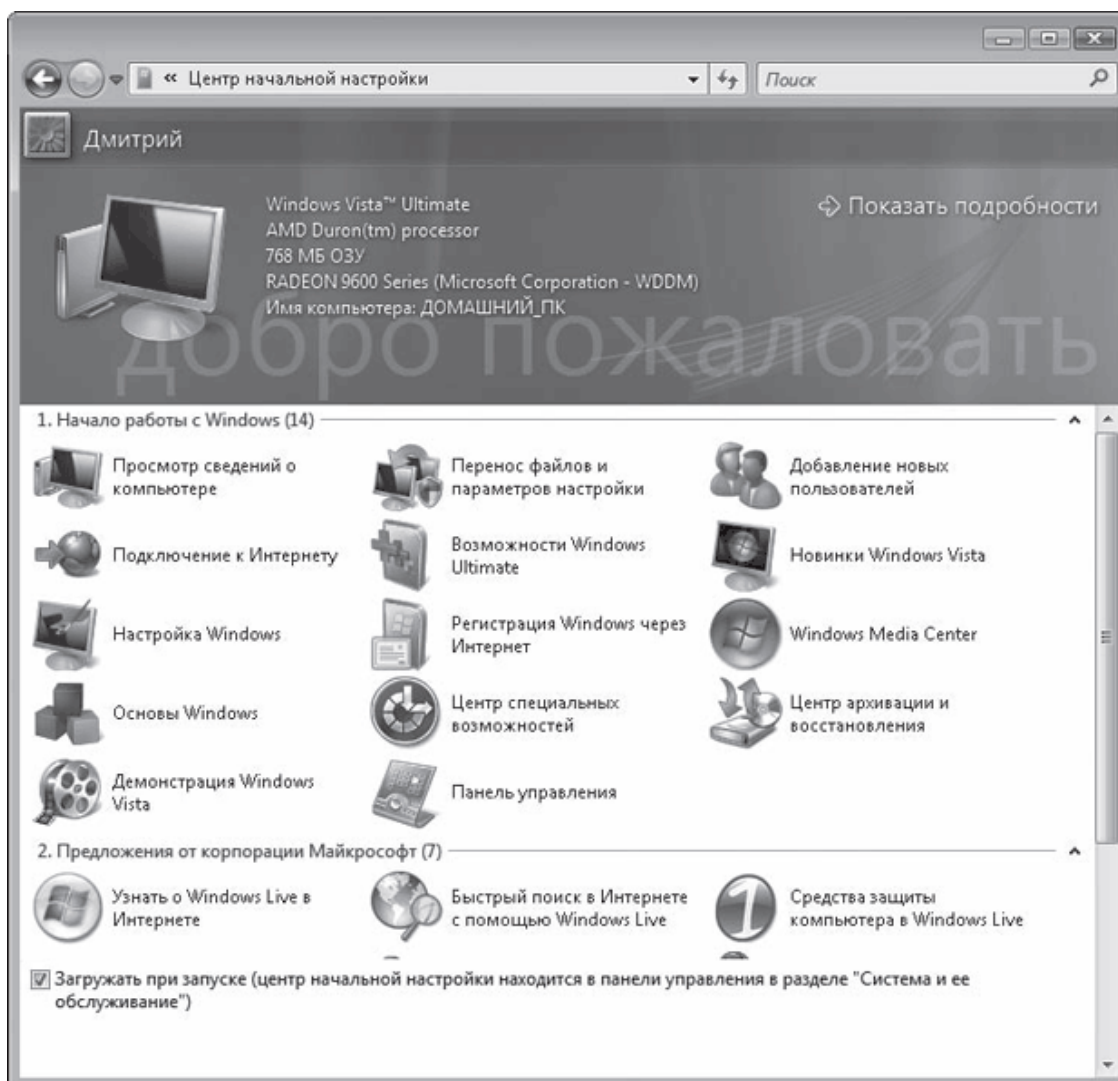 « Центр начальной настройки
Поиск
Дмитрий
Windows Vista™ Ultimate
AMD Duron(tm) processor
768 МБ ОЗУ
RADEON 9600 Series (Microsoft Corporation - WDDM)
Имя компьютера: ДОМАШНИЙ_ПК
Показать подробности
добро пожаловать
1. Начало работы с Windows (14)
Просмотр сведений о
компьютере
Перенос файлов и
параметров настройки
Добавление новых
пользователей
Подключение к Интернету
Возможности Windows
Ultimate
Новинки Windows Vista
Настройка Windows
Регистрация Windows через
Интернет
Windows Media Center
Основы Windows
Центр специальных
возможностей
Центр архивации и
восстановления
Демонстрация Windows
Vista
Панель управления
2. Предложения от корпорации Майкрософт (7)
Узнать о Windows Live в
Интернете
Быстрый поиск в Интернете
с помощью Windows Live
1
Средства защиты
компьютера в Windows Live
Загружать при запуске (центр начальной настройки находится в панели управления в разделе "Система и ее
обслуживание")